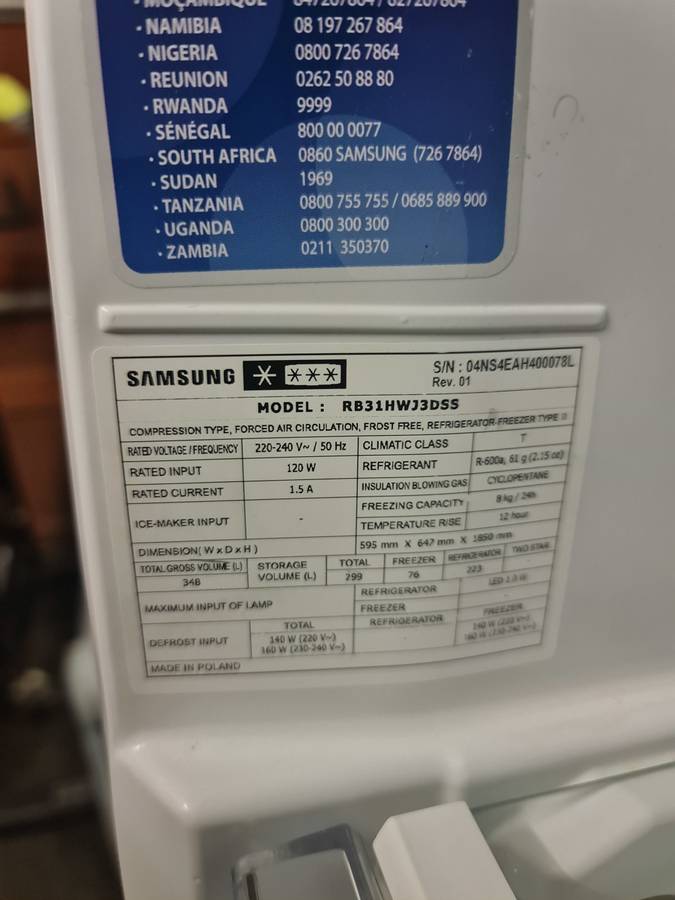 · NAMIBIA 08 197 267 864
· NIGERIA 0800 726 7864
· REUNION 0262 50 88 80
· RWANDA 9999
· SÉNÉGAL 800 00 0077
· SOUTH AFRICA 0860 SAMSUNG (726 7864)
· SUDAN 1969
· TANZANIA 0800 755 755 / 0685 889 900
· UGANDA 0800 300 300
· ZAMBIA 0211 350370
SAMSUNG
S/N : 04NS4EAH400078L
Rev. 01
MODEL : RB31HWJ3DSS
COMPRESSION TYPE, FORCED AIR CIRCULATION, FROST FREE, REFRIGERATOR-FREEZER TYPE
RATED VOLTAGE / FREQUENCY 220-240 V~ / 50 Hz CLIMATIC CLASS T
RATED INPUT 120 W REFRIGERANT R-600a, 61 g (2.15 oz)
RATED CURRENT 1.5 A INSULATION BLOWING GAS CYCLOPENTANE
ICE-MAKER INPUT - FREEZING CAPACITY 8 kg / 24h
TEMPERATURE RISE 12 hour
DIMENSION( W x D x H ) 595 mm X 647 mm X 1850 mm
TOTAL GROSS VOLUME (L) STORAGE VOLUME (L) TOTAL FREEZER REFRIGERATOR TWO STAR
348 299 76 223
MAXIMUM INPUT OF LAMP REFRIGERATOR
FREEZER
DEFROST INPUT TOTAL REFRIGERATOR FREEZER
140 W (220 V~) 140 W (220 V~)
160 W (230-240 V~) 160 W (230-240 V~)
MADE IN POLAND